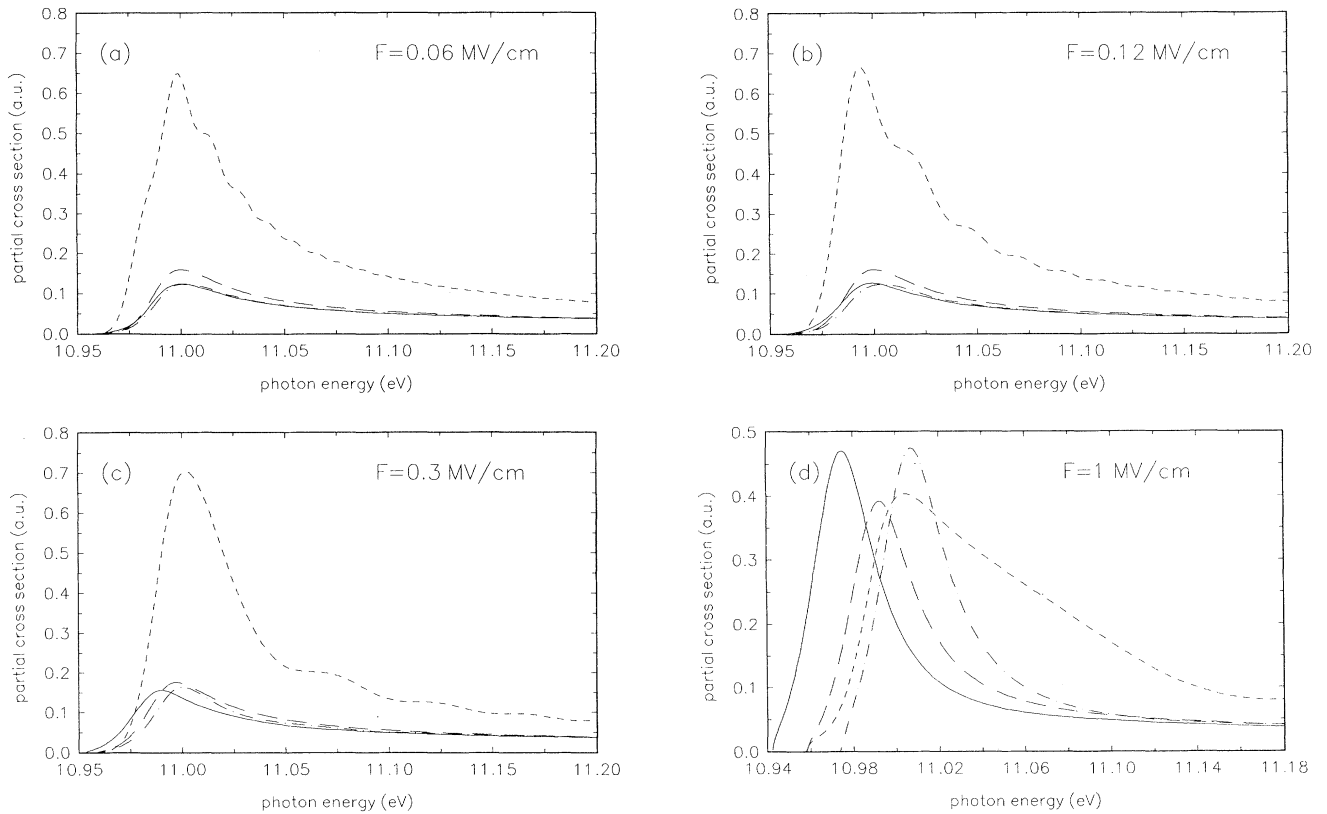 (a) F=0.06 MV/cm
partial cross section (a.u.)
0.8
0.7
0.6
0.5
0.4
0.3
0.2
0.1
0.0
10.95 11.00 11.05 11.10 11.15 11.20
photon energy (eV)
(b) F=0.12 MV/cm
partial cross section (a.u.)
0.8
0.7
0.6
0.5
0.4
0.3
0.2
0.1
0.0
10.95 11.00 11.05 11.10 11.15 11.20
photon energy (eV)
(c) F=0.3 MV/cm
partial cross section (a.u.)
0.8
0.7
0.6
0.5
0.4
0.3
0.2
0.1
0.0
10.95 11.00 11.05 11.10 11.15 11.20
photon energy (eV)
(d) F=1 MV/cm
partial cross section (a.u.)
0.5
0.4
0.3
0.2
0.1
0.0
10.94 10.98 11.02 11.06 11.10 11.14 11.18
photon energy (eV)